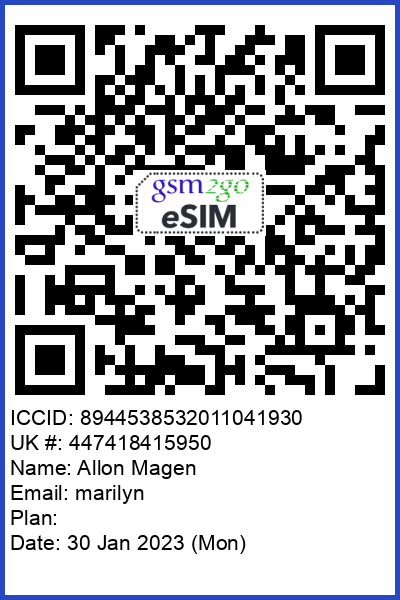 gsm2go
eSIM
ICCID: 8944538532011041930
UK #: 447418415950
Name: Allon Magen
Email: marilyn
Plan:
Date: 30 Jan 2023 (Mon)